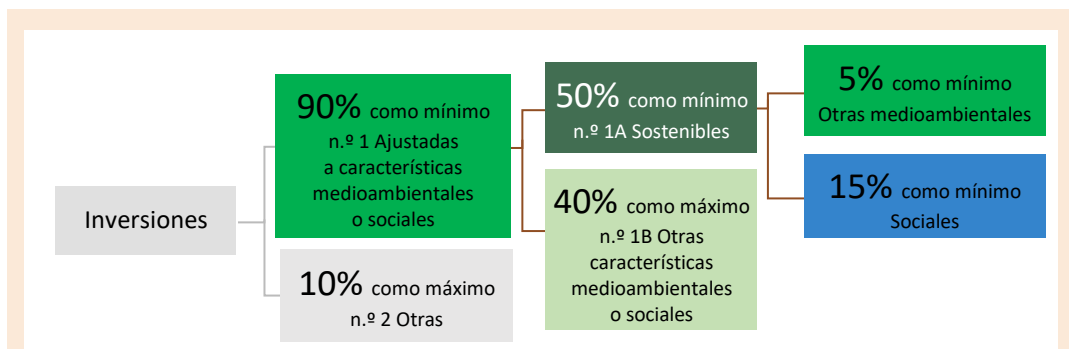 Inversiones
90% como mínimo
n.º 1 Ajustadas
a características
medioambientales
o sociales
10% como máximo
n.º 2 Otras
50% como mínimo
n.º 1A Sostenibles
40% como máximo
n.º 1B Otras
características
medioambientales
o sociales
5% como mínimo
Otras medioambientales
15% como mínimo
Sociales